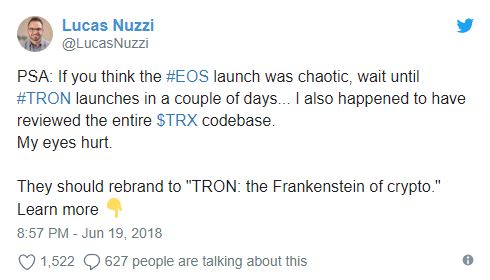 Lucas Nuzzi
@LucasNuzzi
PSA: If you think the #EOS launch was chaotic, wait until
#TRON launches in a couple of days... I also happened to have
reviewed the entire $TRX codebase.
My eyes hurt.
They should rebrand to "TRON: the Frankenstein of crypto."
Learn more 👇
8:57 PM - Jun 19, 2018
1,522 627 people are talking about this